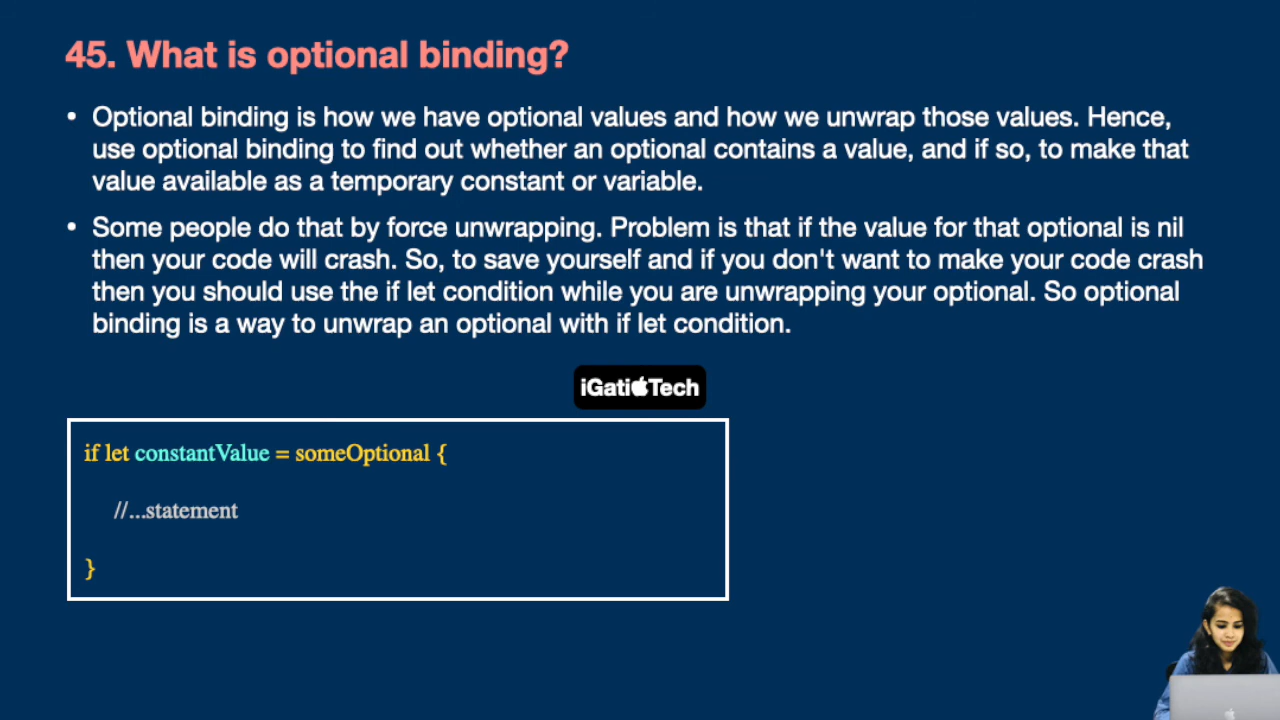 45. What is optional binding?
• Optional binding is how we have optional values and how we unwrap those values. Hence,
use optional binding to find out whether an optional contains a value, and if so, to make that
value available as a temporary constant or variable.
• Some people do that by force unwrapping. Problem is that if the value for that optional is nil
then your code will crash. So, to save yourself and if you don't want to make your code crash
then you should use the if let condition while you are unwrapping your optional. So optional
binding is a way to unwrap an optional with if let condition.
iGati Tech
if let constantValue = someOptional {
//...statement
}